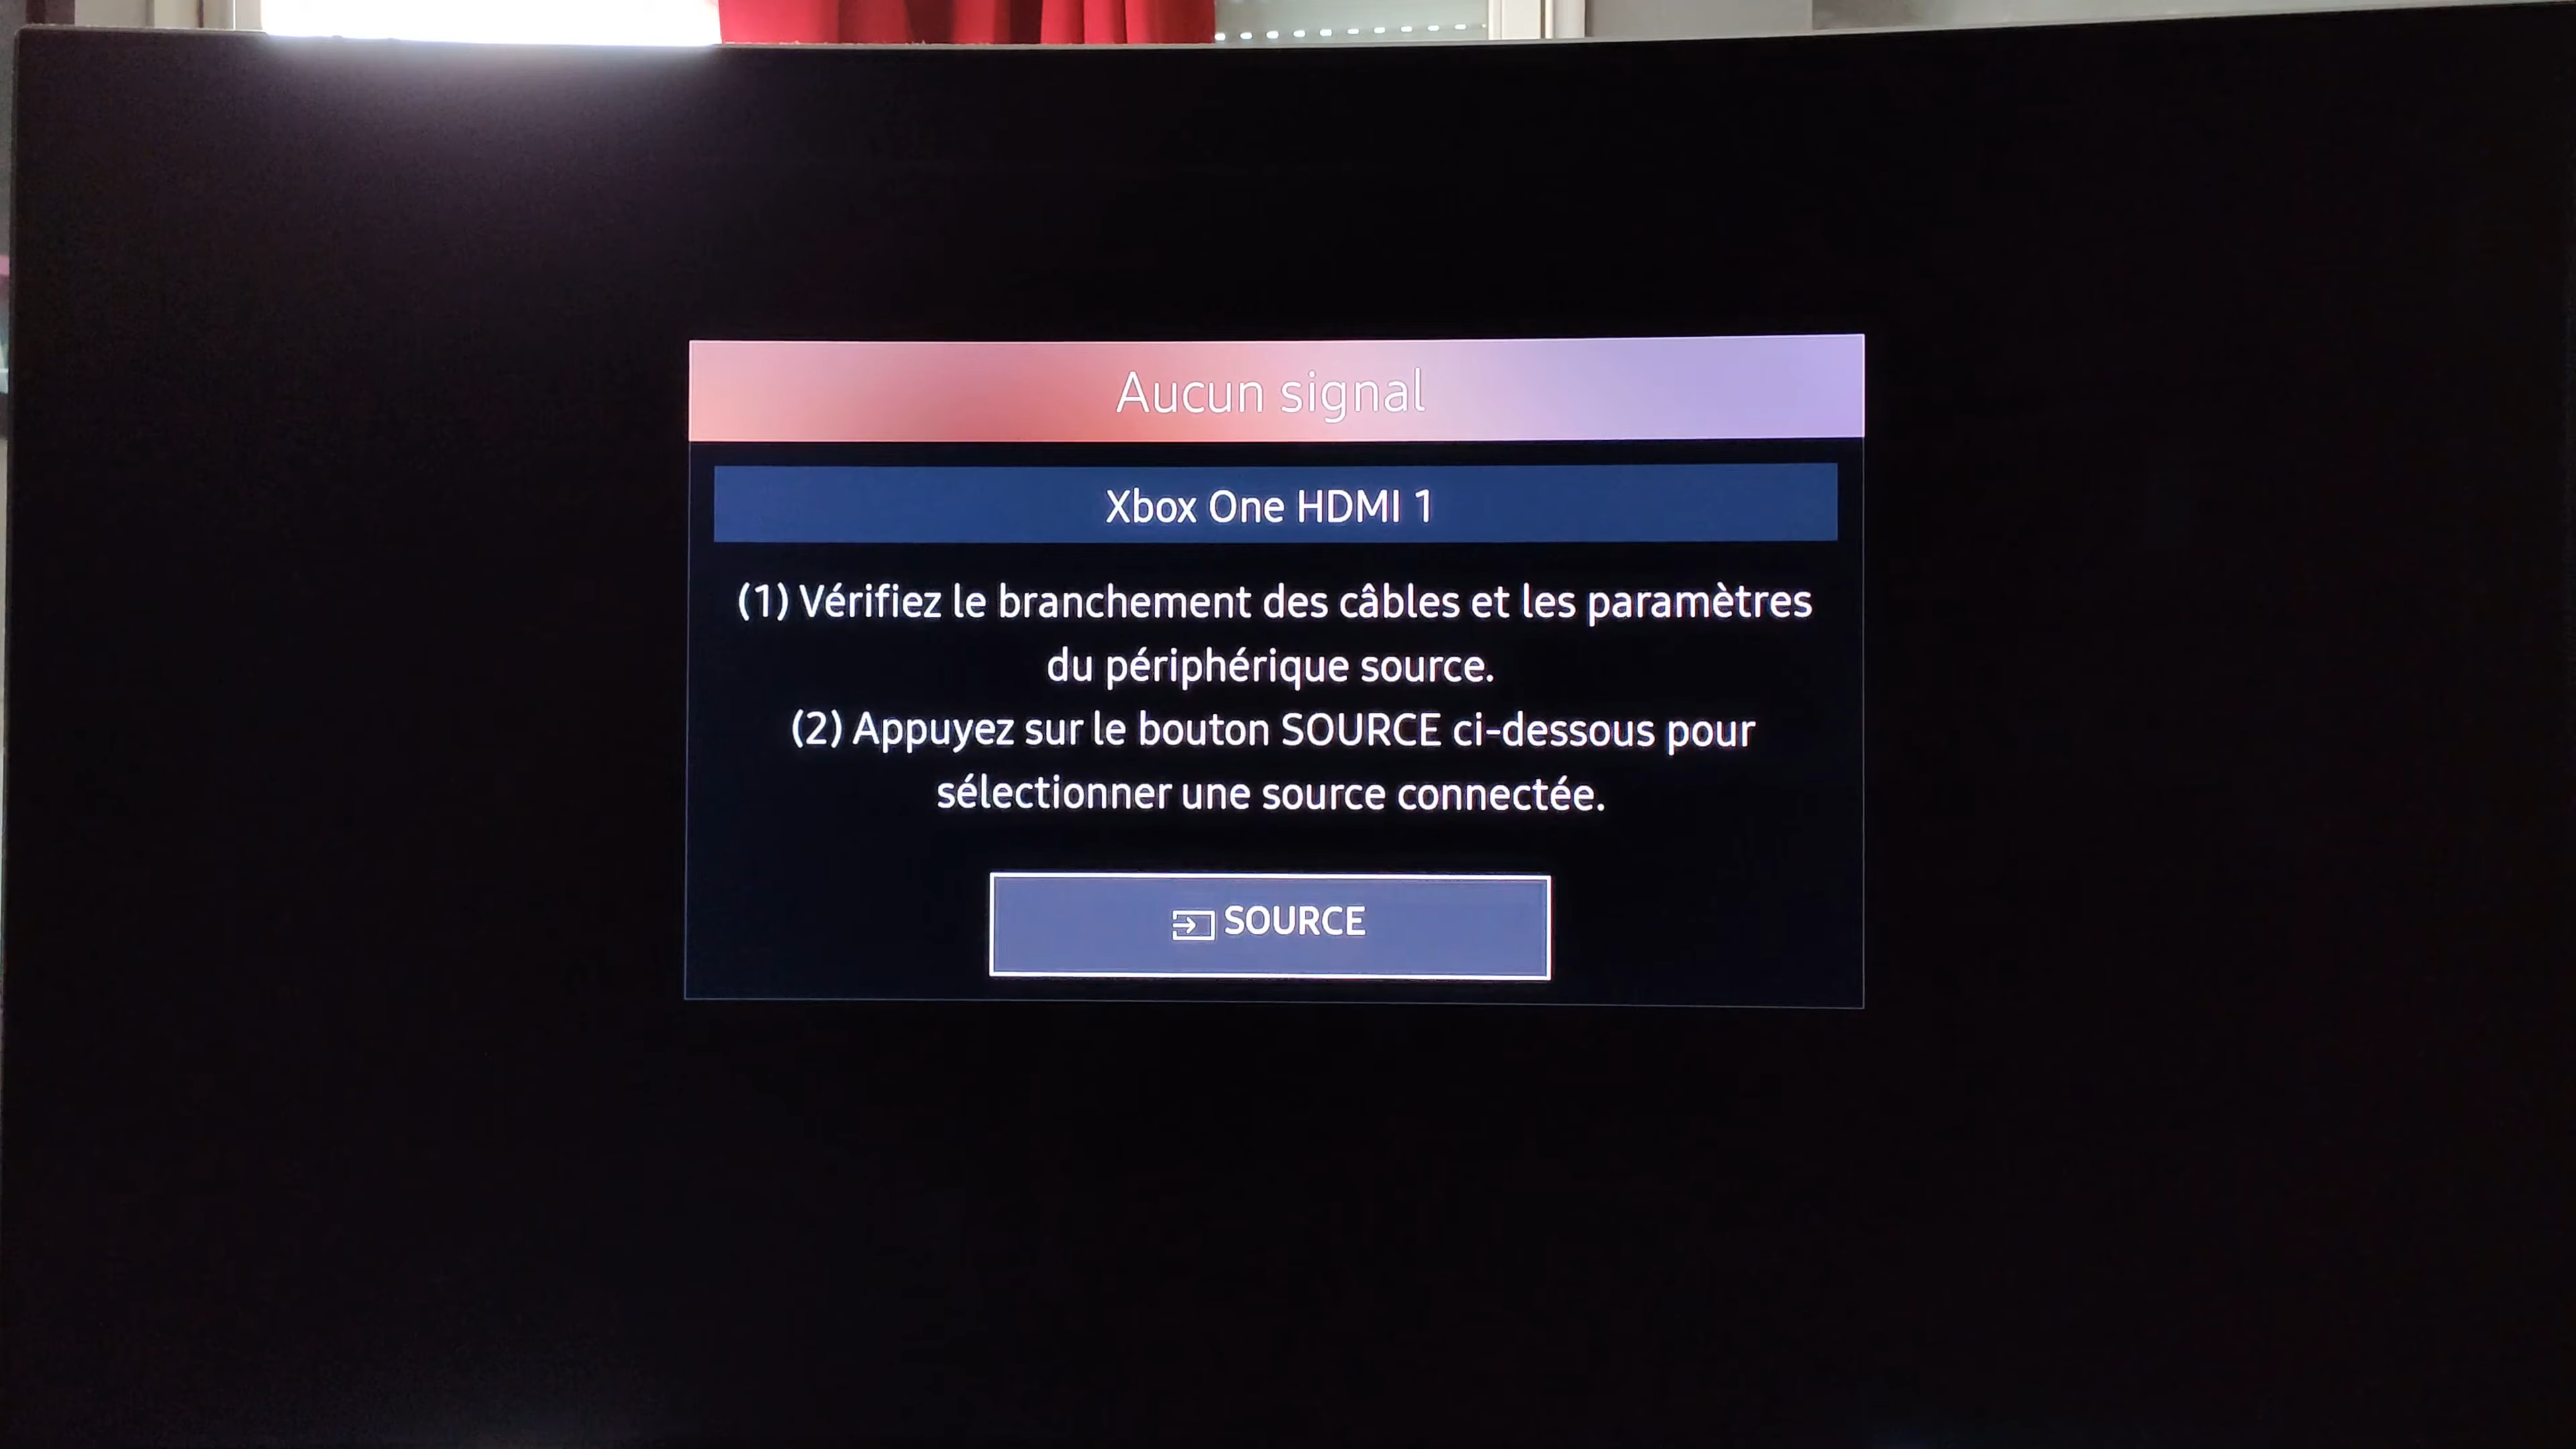 Aucun signal
Xbox One HDMI 1
(1) Vérifiez le branchement des câbles et les paramètres
du périphérique source.
(2) Appuyez sur le bouton SOURCE ci-dessous pour
sélectionner une source connectée.
SOURCE